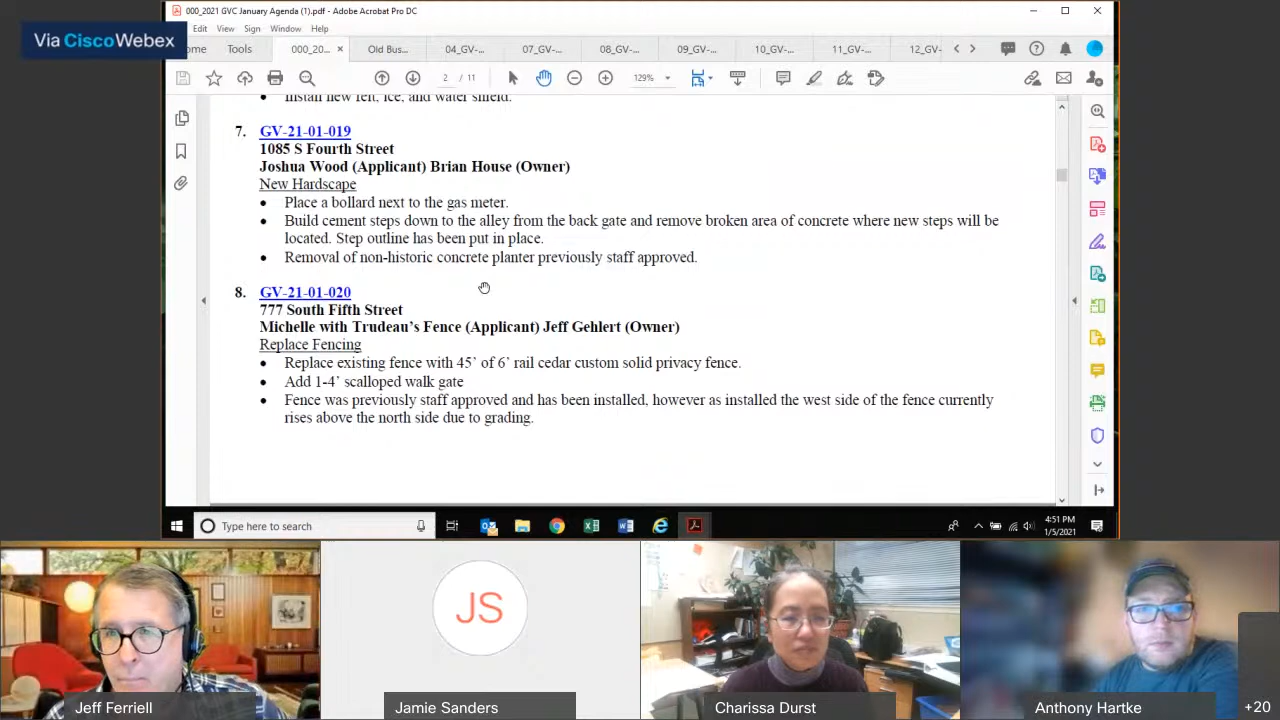 000_2021 GVC January Agenda (1).pdf - Adobe Acrobat Pro DC
Via CiscoWebex
Edit View Sign Window Help
ome Tools 000_20... × Old Bis... 04_GV-... 07_GV-... 08_GV-... 09_GV-... 10_GV-... 11_GV-... 12_GV-
2 / 11 129%
Install new felt, ice, and water shield.
7. GV-21-01-019
1085 S Fourth Street
Joshua Wood (Applicant) Brian House (Owner)
New Hardscape
• Place a bollard next to the gas meter.
• Build cement steps down to the alley from the back gate and remove broken area of concrete where new steps will be
located. Step outline has been put in place.
• Removal of non-historic concrete planter previously staff approved.
8. GV-21-01-020
777 South Fifth Street
Michelle with Trudeau's Fence (Applicant) Jeff Gehlert (Owner)
Replace Fencing
• Replace existing fence with 45' of 6' rail cedar custom solid privacy fence.
• Add 1-4' scalloped walk gate
• Fence was previously staff approved and has been installed, however as installed the west side of the fence currently
rises above the north side due to grading.
Type here to search
4:51 PM
1/5/2021
JS
Jeff Ferriell
Jamie Sanders
Charissa Durst
Anthony Hartke
+20